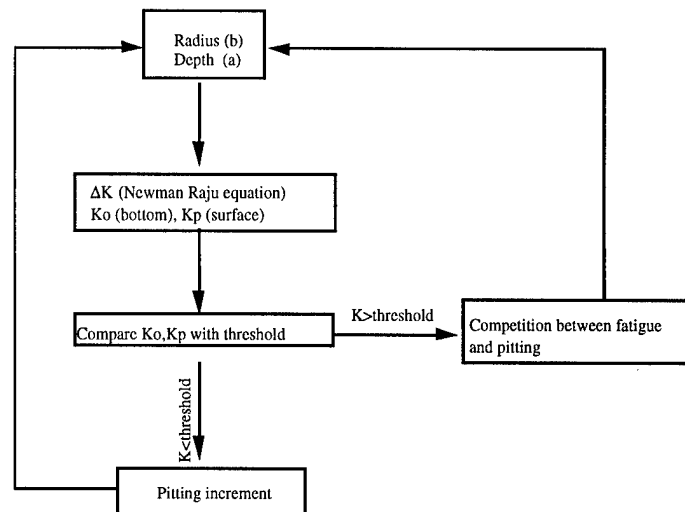 Radius (b)
Depth (a)
ΔK (Newman Raju equation)
Ko (bottom), Kp (surface)
Compare Ko,Kp with threshold
K>threshold
Competition between fatigue
and pitting
K<threshold
Pitting increment